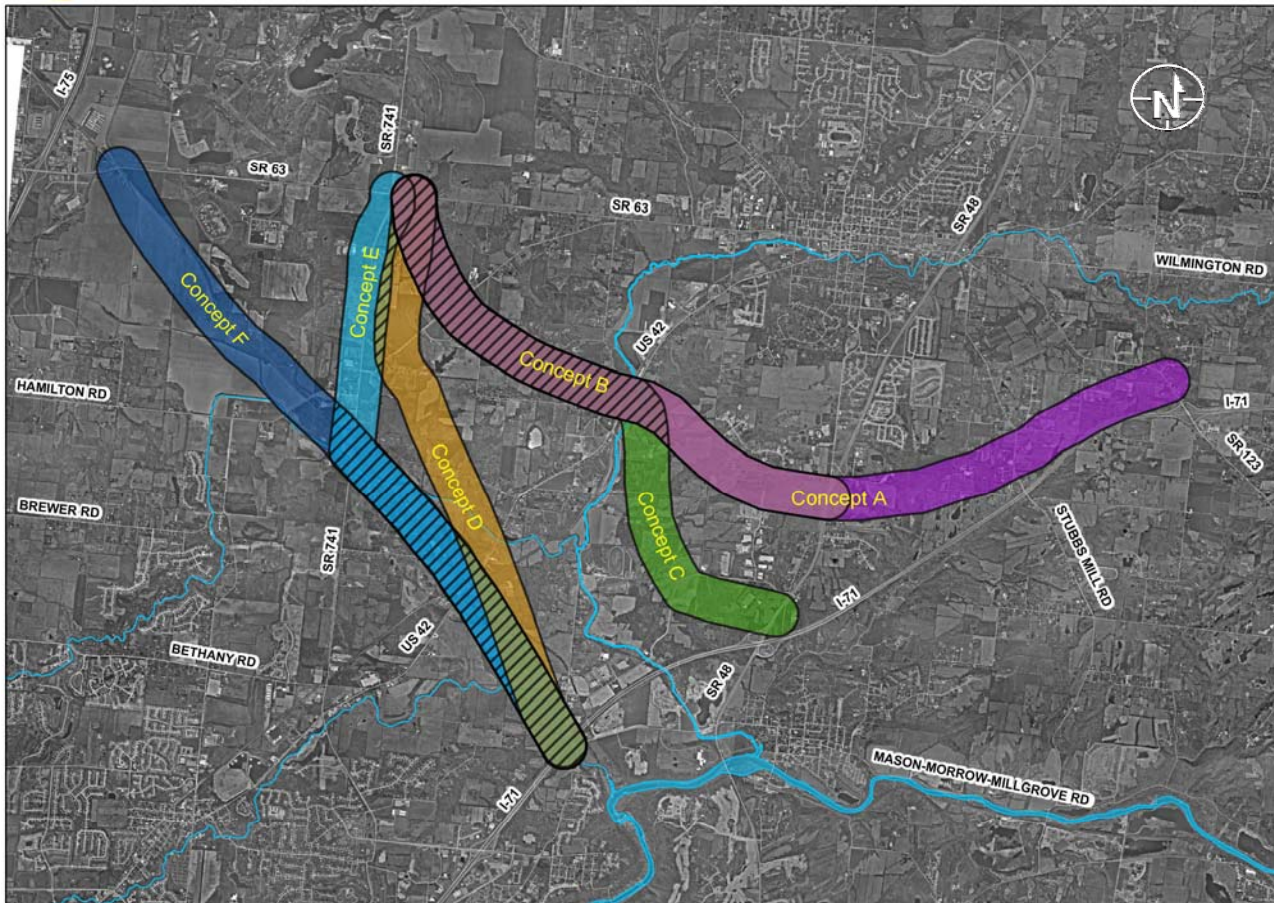 I-75
SR 741
N
SR 63
SR 63
SR 48
WILMINGTON RD
Concept E
Concept F
US 42
Concept B
HAMILTON RD
I-71
SR 123
Concept D
Concept A
BREWER RD
Concept C
STUBBS MILL RD
SR 741
I-71
US 42
BETHANY RD
SR 48
MASON-MORROW-MILLGROVE RD
I-71